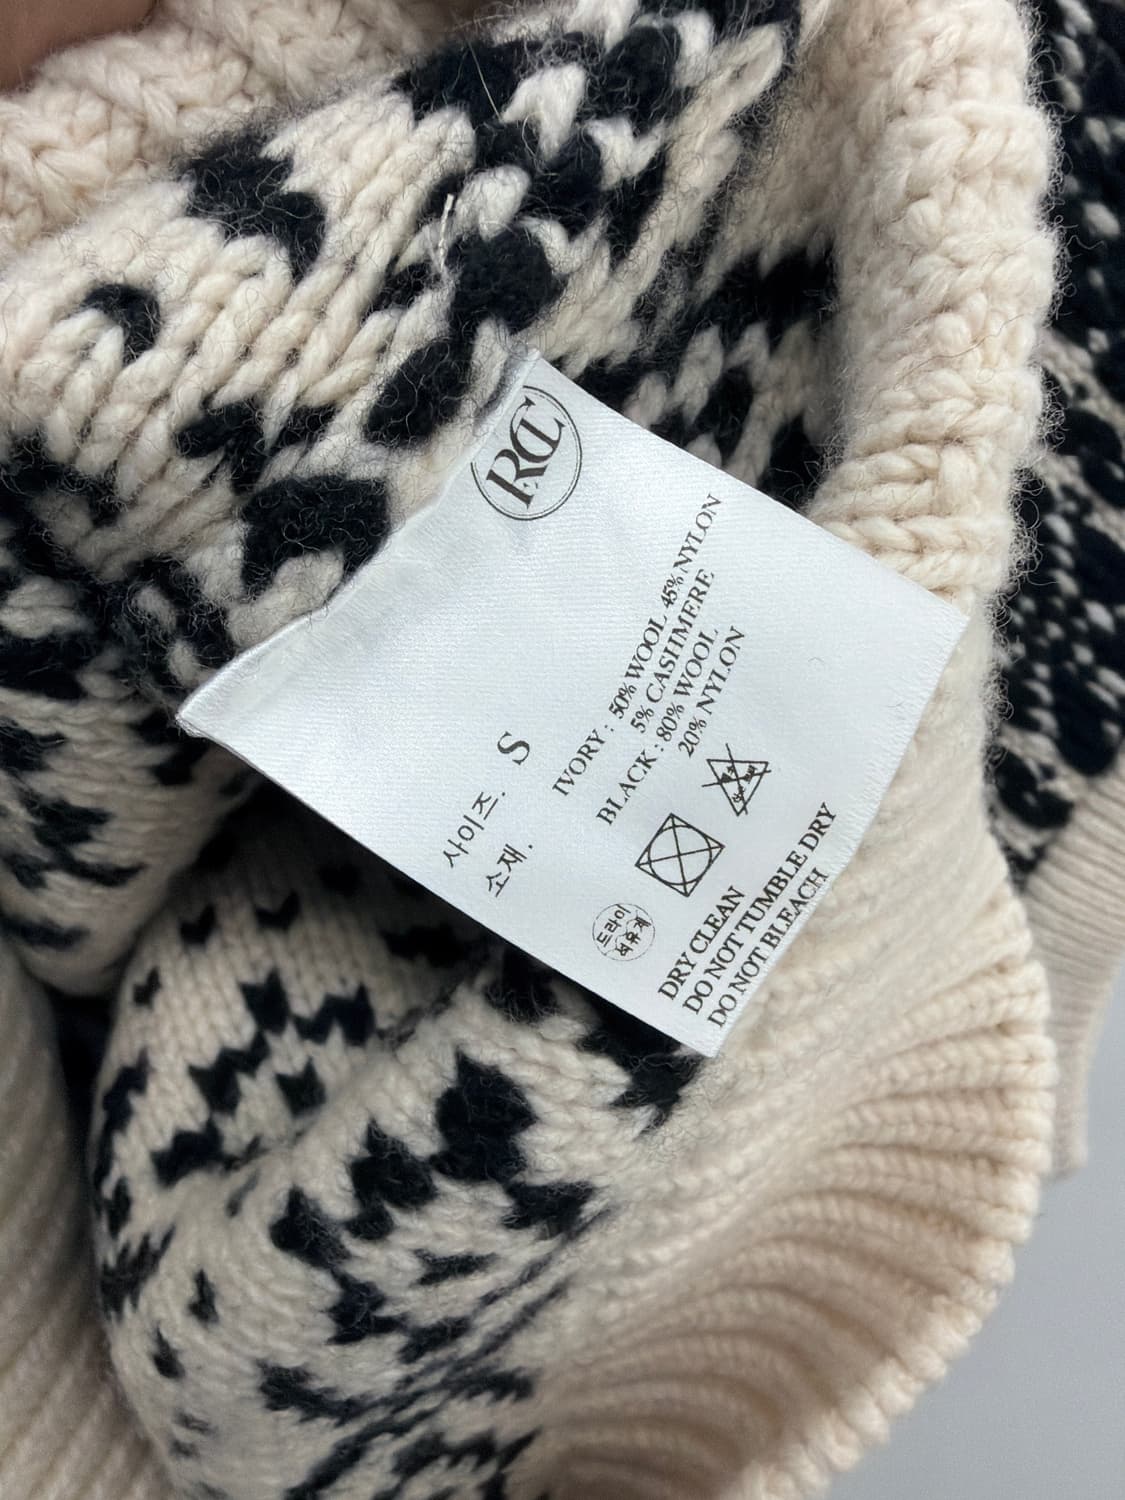 RCT
사이즈. S
소재.
IVORY : 50% WOOL 45% NYLON
5% CASHMERE
BLACK : 80% WOOL
20% NYLON
드라이
DRY CLEAN
DO NOT TUMBLE DRY
DO NOT BLEACH